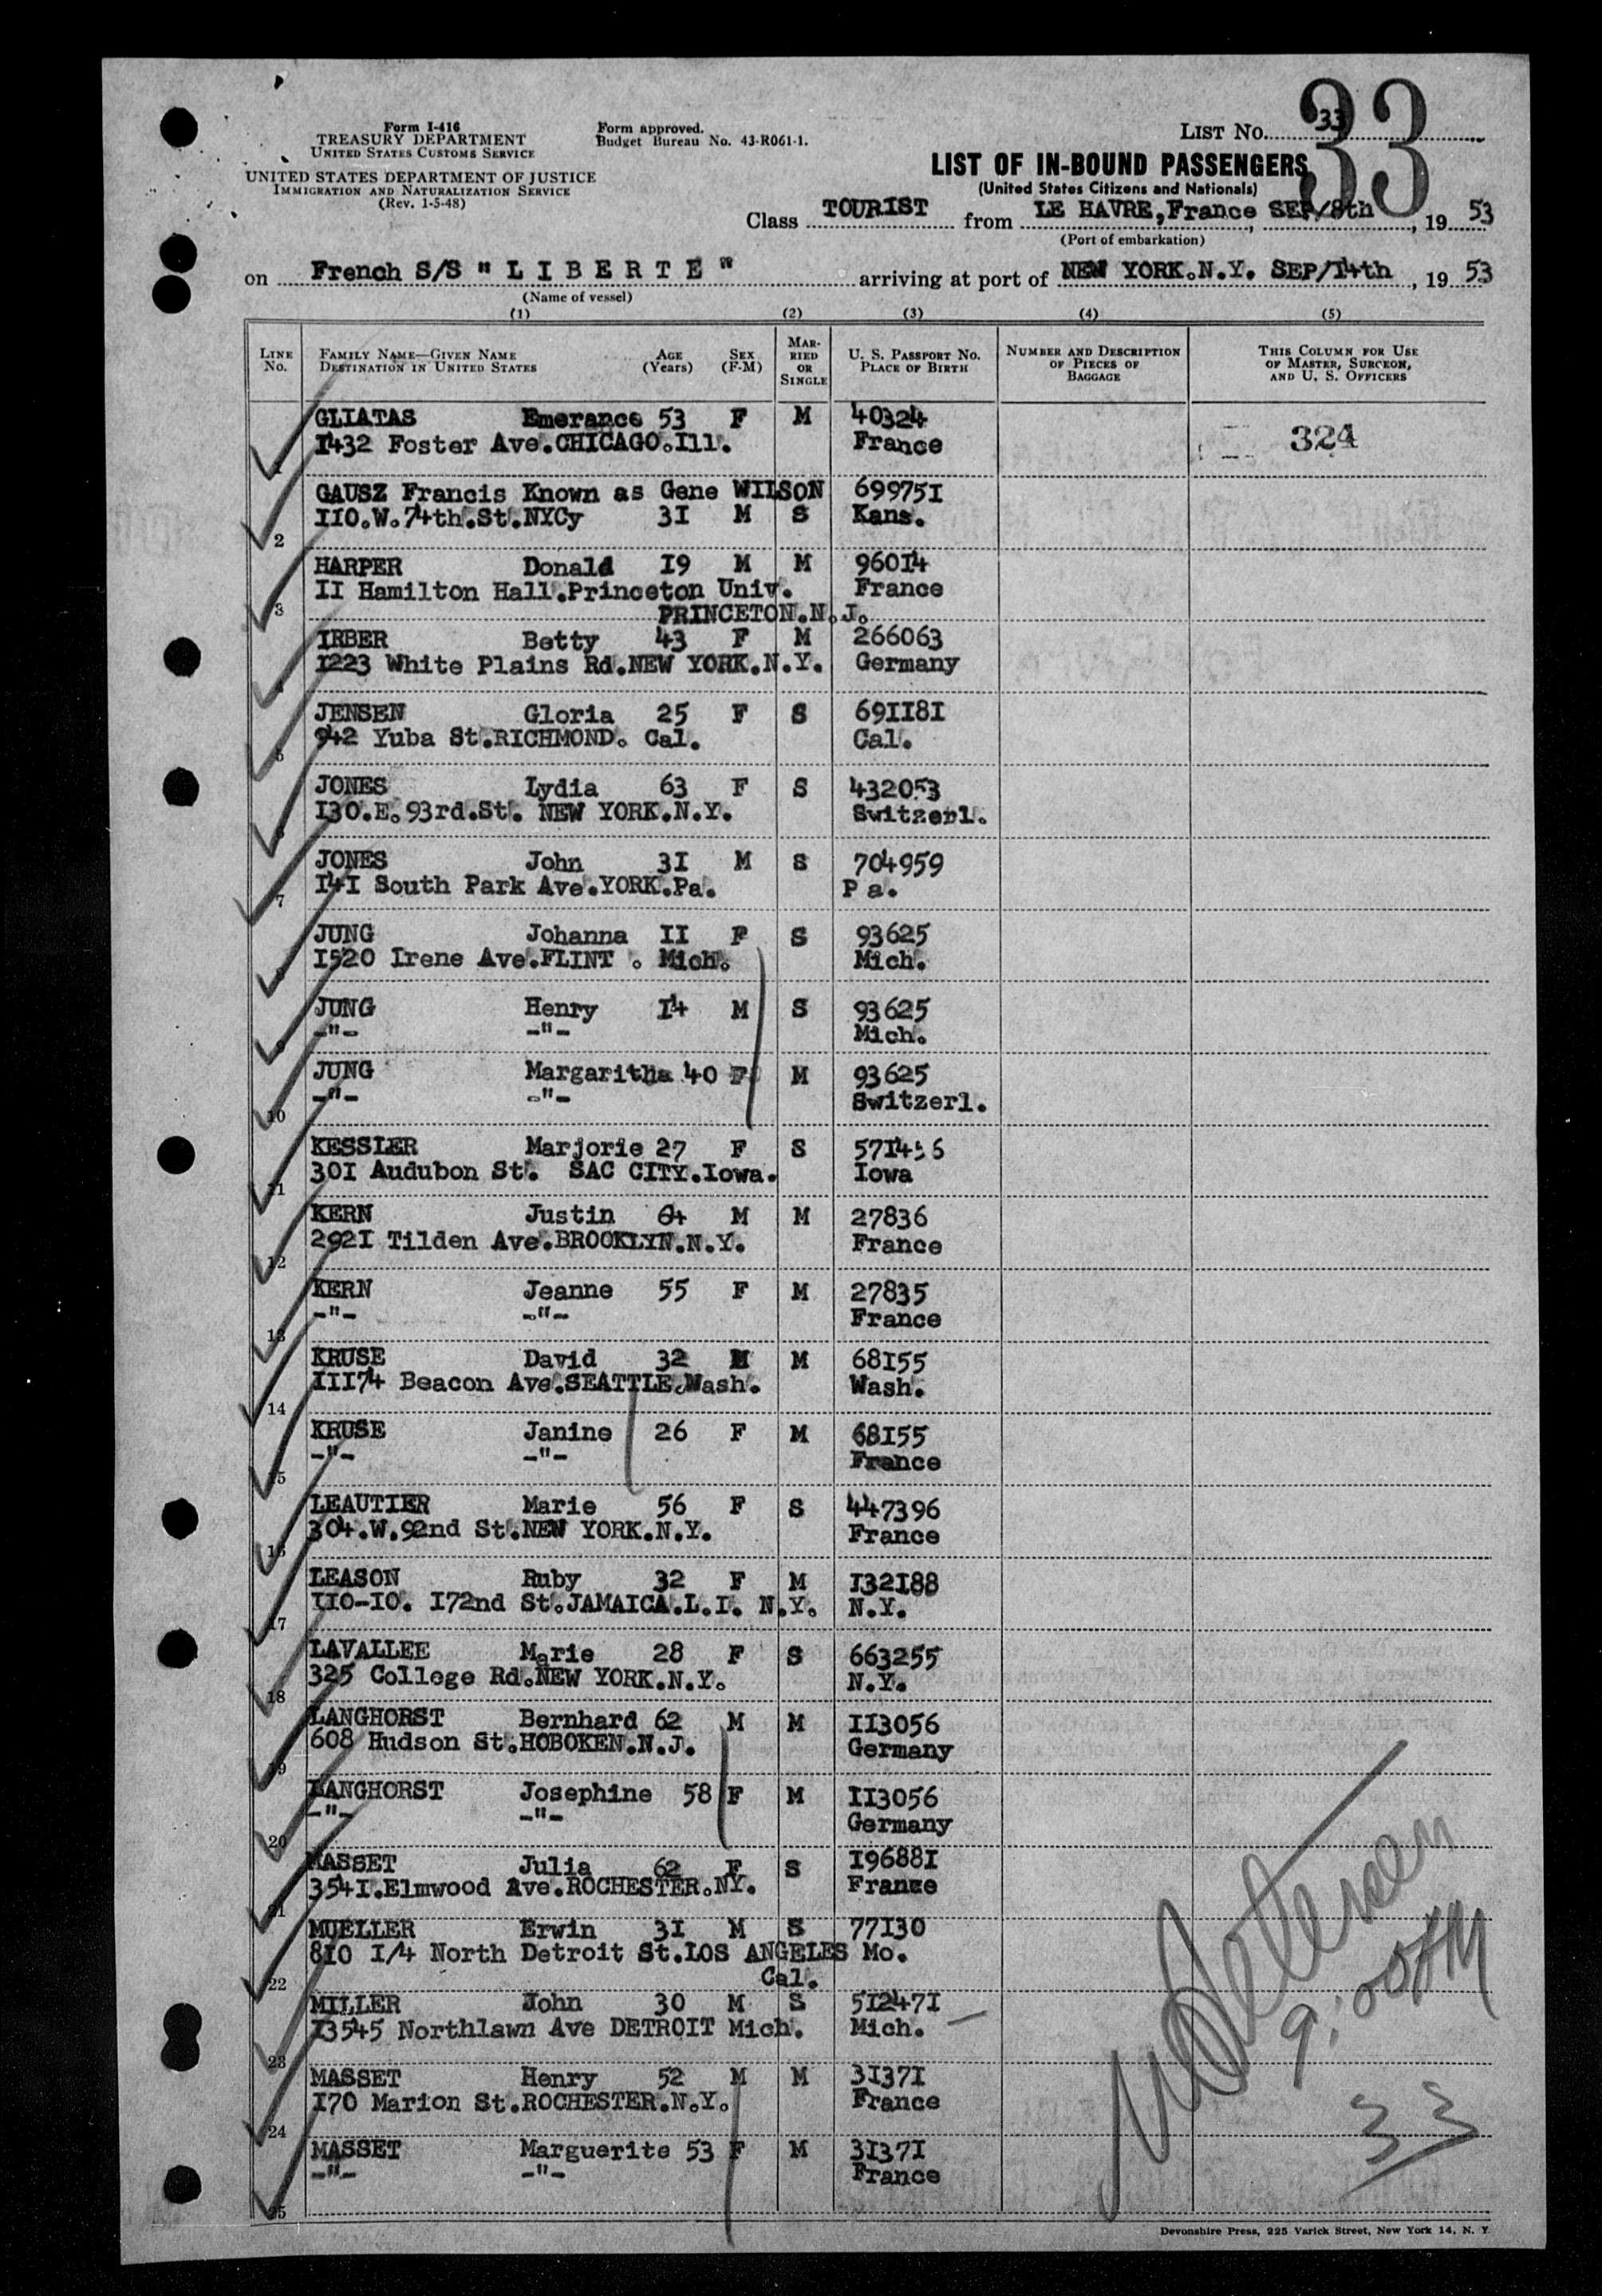 Form I-416
TREASURY DEPARTMENT
UNITED STATES CUSTOMS SERVICE
UNITED STATES DEPARTMENT OF JUSTICE
IMMIGRATION AND NATURALIZATION SERVICE
(Rev. 1-5-48)
Form approved.
Budget Bureau No. 43-R061-1.
LIST No. 33
33
LIST OF IN-BOUND PASSENGERS
(United States Citizens and Nationals)
Class TOURIST from LE HAVRE,France SEP/8th, 19 53
(Port of embarkation)
on French S/S " L I B E R T E " arriving at port of NEW YORK.N.Y. SEP/14th, 19 53
(Name of vessel)
(1) (2) (3) (4) (5)
LINE No. FAMILY NAME—GIVEN NAME DESTINATION IN UNITED STATES AGE (Years) SEX (F-M) MARRIED OR SINGLE U. S. PASSPORT NO. PLACE OF BIRTH NUMBER AND DESCRIPTION OF PIECES OF BAGGAGE THIS COLUMN FOR USE OF MASTER, SURGEON, AND U. S. OFFICERS
GLIATAS Emerance 53 F M 40324
1 1432 Foster Ave.CHICAGO.Ill. France 324
GAUSZ Francis Known as Gene WILSON 699751
2 110.W.74th.St.NYCy 31 M S Kans.
HARPER Donald 19 M M 96014
3 II Hamilton Hall.Princeton Univ. France
PRINCETON.N.J.
IRBER Betty 43 F M 266063
4 1223 White Plains Rd.NEW YORK.N.Y. Germany
JENSEN Gloria 25 F S 691181
5 942 Yuba St.RICHMOND. Cal. Cal.
JONES Lydia 63 F S 432053
6 130.E.93rd.St. NEW YORK.N.Y. Switzerl.
JONES John 31 M S 704959
7 141 South Park Ave.YORK.Pa. P a.
JUNG Johanna II F S 93625
8 1520 Irene Ave.FLINT . Mich. Mich.
JUNG Henry 14 M S 93625
9 -"- -"- Mich.
JUNG Margaritha 40 F M 93625
10 -"- -"- Switzerl.
KESSLER Marjorie 27 F S
11 301 Audubon St. SAC CITY.Iowa. Iowa
KERN Justin 64 M M 27836
12 2921 Tilden Ave.BROOKLYN.N.Y. France
KERN Jeanne 55 F M 27835
13 -"- -"- France
KRUSE David 32 M M 68155
14 11174 Beacon Ave.SEATTLE.Wash. Wash.
KRUSE Janine 26 F M 68155
15 -"- -"- France
LEAUTIER Marie 56 F S 447396
16 304.W.92nd St.NEW YORK.N.Y. France
LEASON Ruby 32 F M 132188
17 110-10. 172nd St.JAMAICA.L.I. N.Y. N.Y.
LAVALLEE Marie 28 F S 663255
18 325 College Rd.NEW YORK.N.Y. N.Y.
LANGHORST Bernhard 62 M M 113056
19 608 Hudson St.HOBOKEN.N.J. Germany
LANGHORST Josephine 58 F M 113056
20 -"- -"- Germany
MASSET Julia 62 F S 196881
21 3541.Elmwood Ave.ROCHESTER.NY. France
MUELLER Erwin 31 M S 77130
810 1/4 North Detroit St.LOS ANGELES Mo.
22 Cal.
MILLER John 30 M S 512471
23 13545 Northlawn Ave DETROIT Mich. Mich. —
MASSET Henry 52 M M 31371
24 170 Marion St.ROCHESTER.N.Y. France
MASSET Marguerite 53 F M 31371
25 -"- -"- France
9:00AM
33
Devonshire Press, 225 Varick Street, New York 14, N. Y.